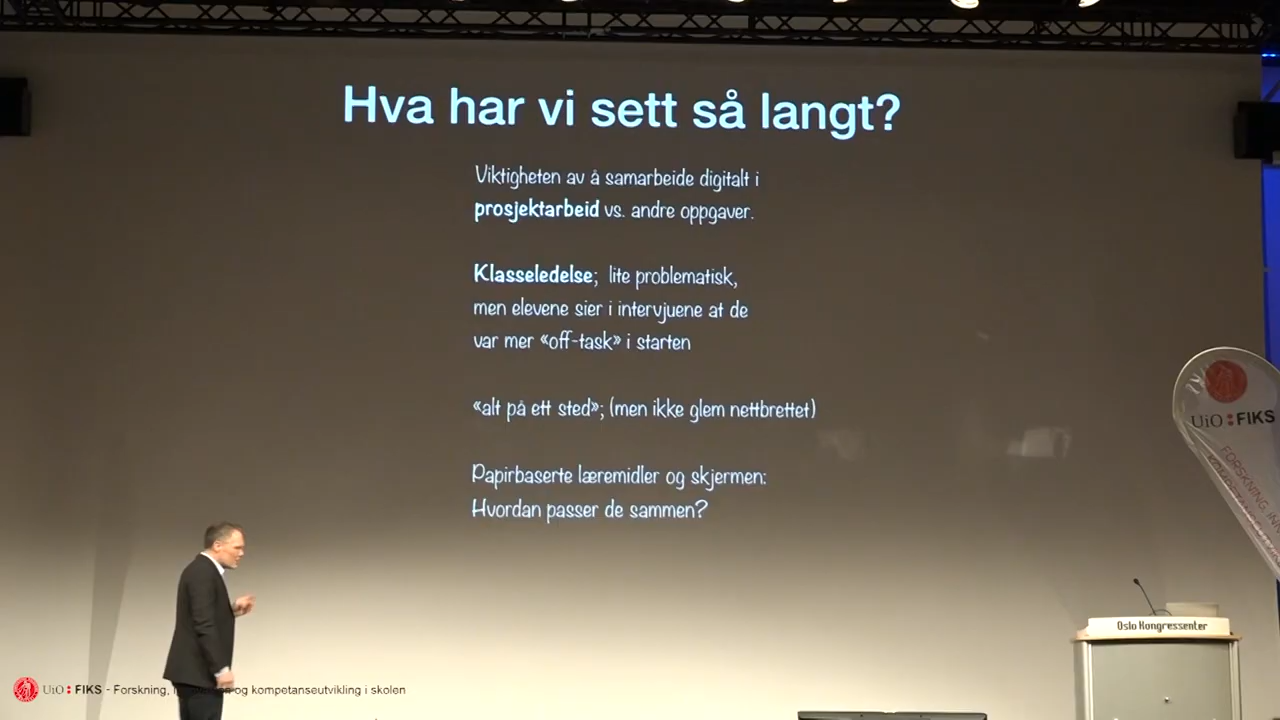 Hva har vi sett så langt?
Viktigheten av å samarbeide digitalt i
prosjektarbeid vs. andre oppgaver.
Klasseledelse; lite problematisk,
men elevene sier i intervjuene at de
var mer «off-task» i starten
«alt på ett sted»; (men ikke glem nettbrettet)
Papirbaserte læremidler og skjermen:
Hvordan passer de sammen?
UiO:FIKS
FORSKNING, IN
Oslo Kongressenter
UiO:FIKS - Forskning, og kompetanseutvikling i skolen